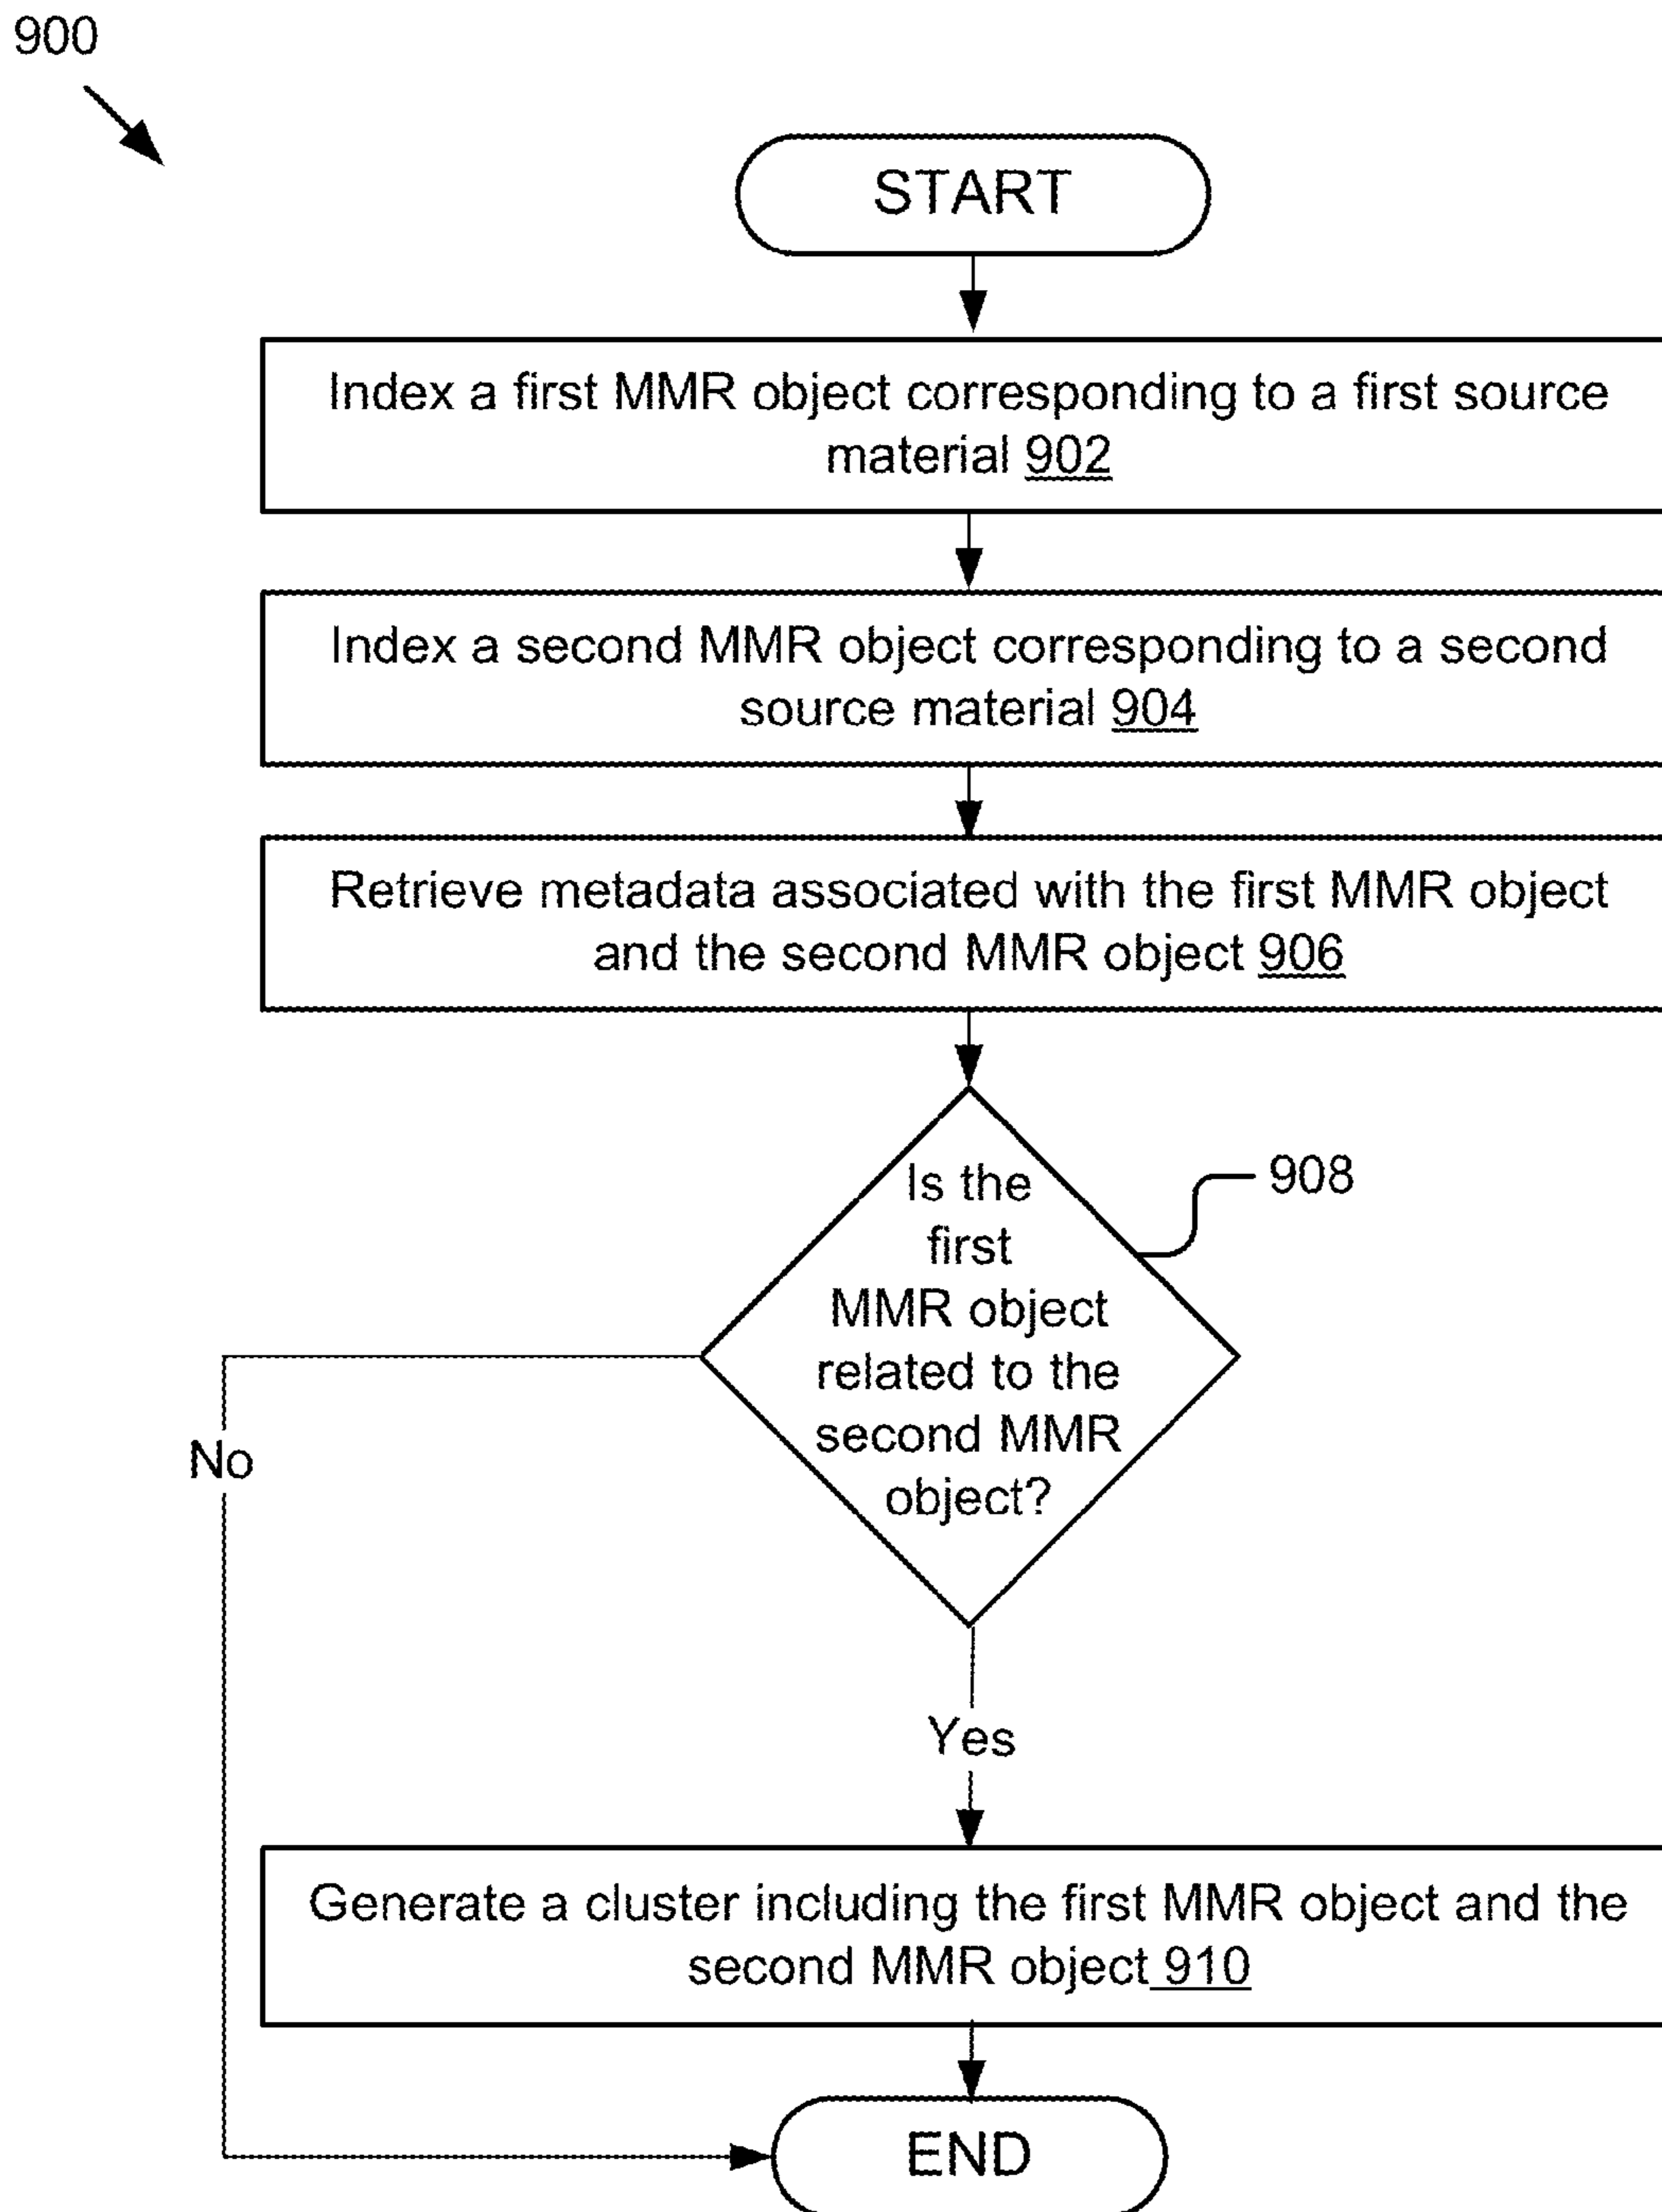 900
START
Index a first MMR object corresponding to a first source
material 902
Index a second MMR object corresponding to a second
source material 904
Retrieve metadata associated with the first MMR object
and the second MMR object 906
Is the
first
MMR object
related to the
second MMR
object?
908
No
Yes
Generate a cluster including the first MMR object and the
second MMR object 910
END